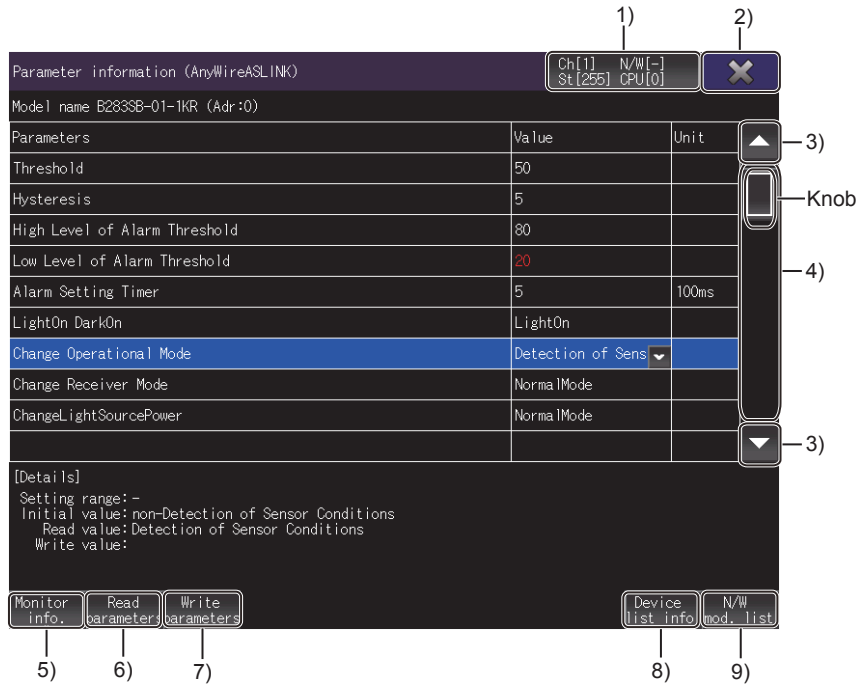 1) 2)
Parameter information (AnyWireASLINK) Ch[1] N/W[-]
St[255] CPU[0]
Model name B283SB-01-1KR (Adr:0)
Parameters Value Unit
3)
Threshold 50
Hysteresis 5
Knob
High Level of Alarm Threshold 80
Low Level of Alarm Threshold 20
4)
Alarm Setting Timer 5 100ms
LightOn DarkOn LightOn
Change Operational Mode Detection of Sens
Change Receiver Mode NormalMode
ChangeLightSourcePower NormalMode
3)
[Details]
Setting range:-
Initial value:non-Detection of Sensor Conditions
Read value:Detection of Sensor Conditions
Write value:
Monitor info. Read parameters Write parameters Device list info N/W mod. list
5) 6) 7) 8) 9)